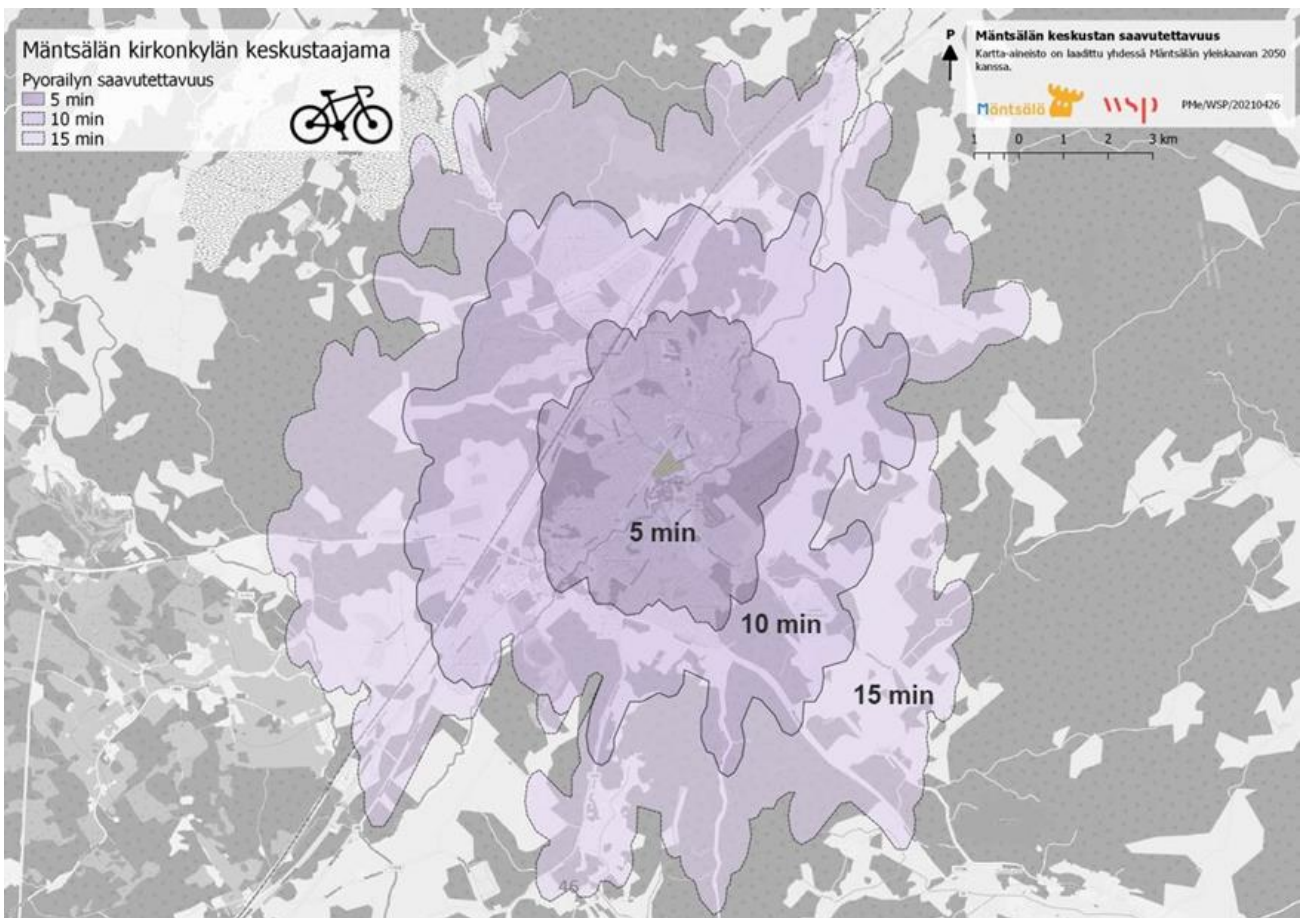 Mäntsälän kirkonkylän keskustaajama
Pyorailyn saavutettavuus
5 min
10 min
15 min
P
Mäntsälän keskustan saavutettavuus
Kartta-aineisto on laadittu yhdessä Mäntsälän yleiskaavan 2050
kanssa.
Mäntsälä
wsp
PMe/WSP/20210426
1 0 1 2 3 km
5 min
10 min
15 min
46